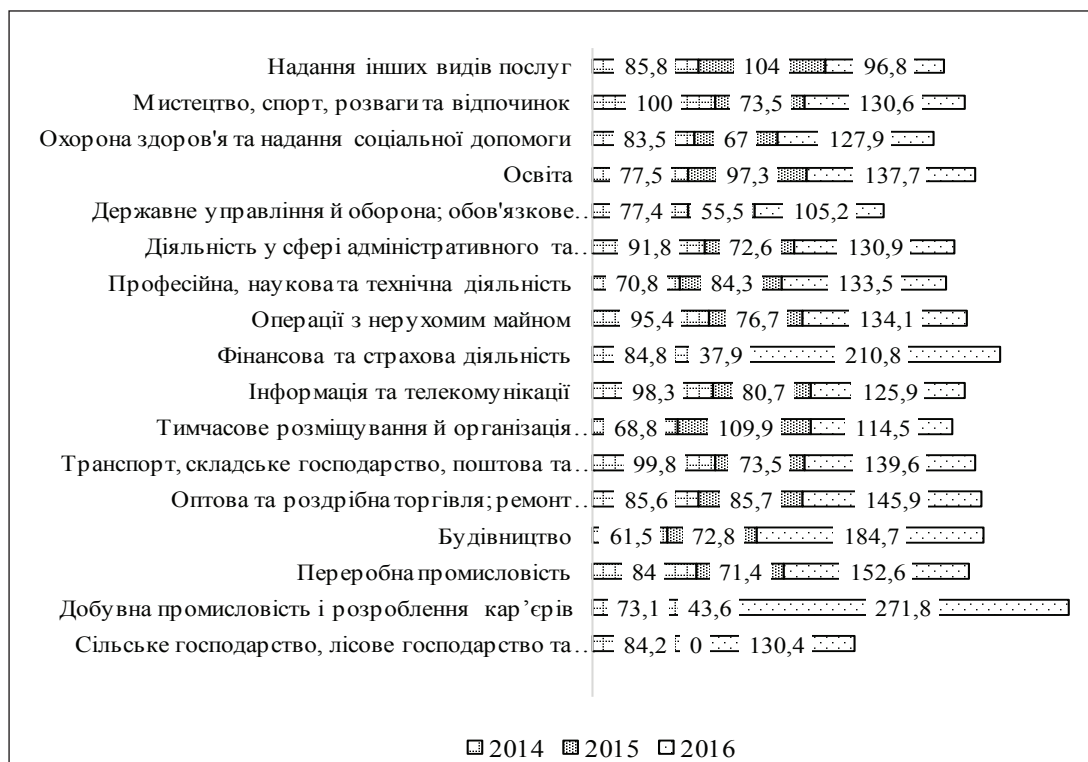 Надання інших видів послуг 85,8 104 96,8
Мистецтво, спорт, розваги та відпочинок 100 73,5 130,6
Охорона здоров'я та надання соціальної допомоги 83,5 67 127,9
Освіта 77,5 97,3 137,7
Державне управління й оборона; обов'язкове… 77,4 55,5 105,2
Діяльність у сфері адміністративного та… 91,8 72,6 130,9
Професійна, наукова та технічна діяльність 70,8 84,3 133,5
Операції з нерухомим майном 95,4 76,7 134,1
Фінансова та страхова діяльність 84,8 37,9 210,8
Інформація та телекомунікації 98,3 80,7 125,9
Тимчасове розміщування й організація… 68,8 109,9 114,5
Транспорт, складське господарство, поштова та… 99,8 73,5 139,6
Оптова та роздрібна торгівля; ремонт… 85,6 85,7 145,9
Будівництво 61,5 72,8 184,7
Переробна промисловість 84 71,4 152,6
Добувна промисловість і розроблення кар’єрів 73,1 43,6 271,8
Сільське господарство, лісове господарство та… 84,2 0 130,4
2014 2015 2016